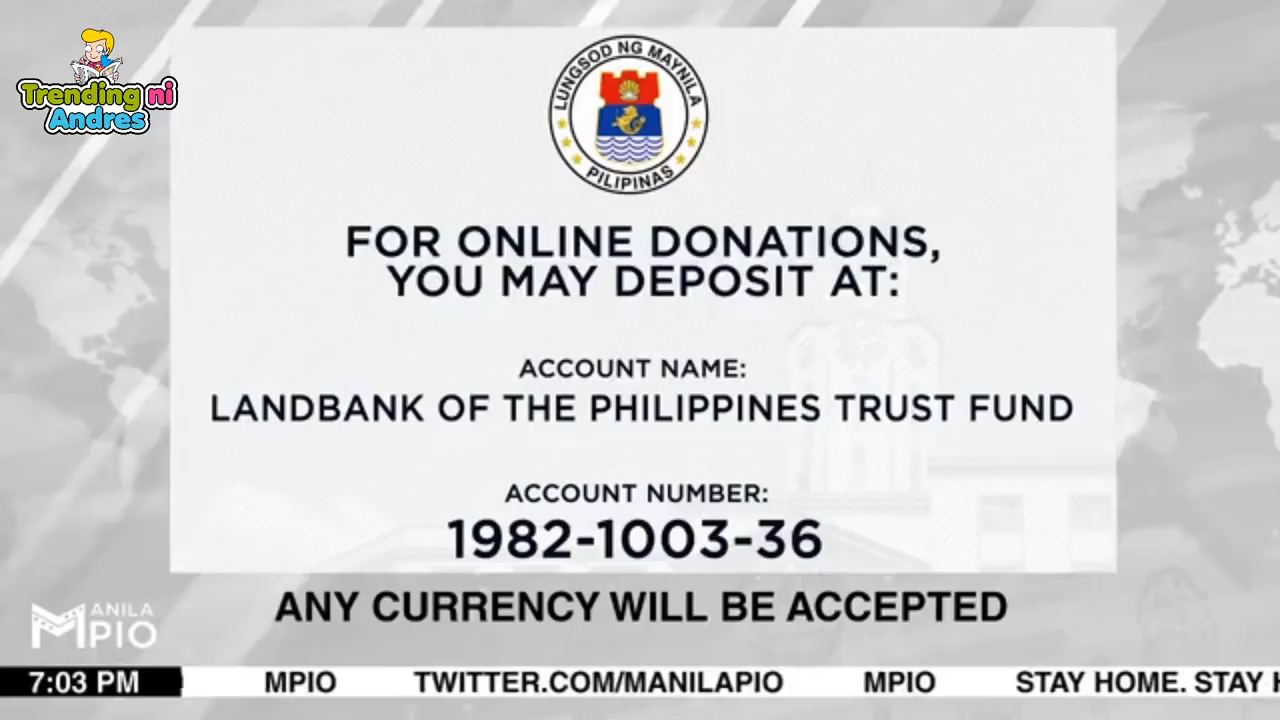 Trending ni
Andres
LUNGSOD NG MAYNILA
PILIPINAS
FOR ONLINE DONATIONS,
YOU MAY DEPOSIT AT:
ACCOUNT NAME:
LANDBANK OF THE PHILIPPINES TRUST FUND
ACCOUNT NUMBER:
1982-1003-36
ANY CURRENCY WILL BE ACCEPTED
MANILA
PIO
7:03 PM MPIO TWITTER.COM/MANILAPIO MPIO STAY HOME. STAY H